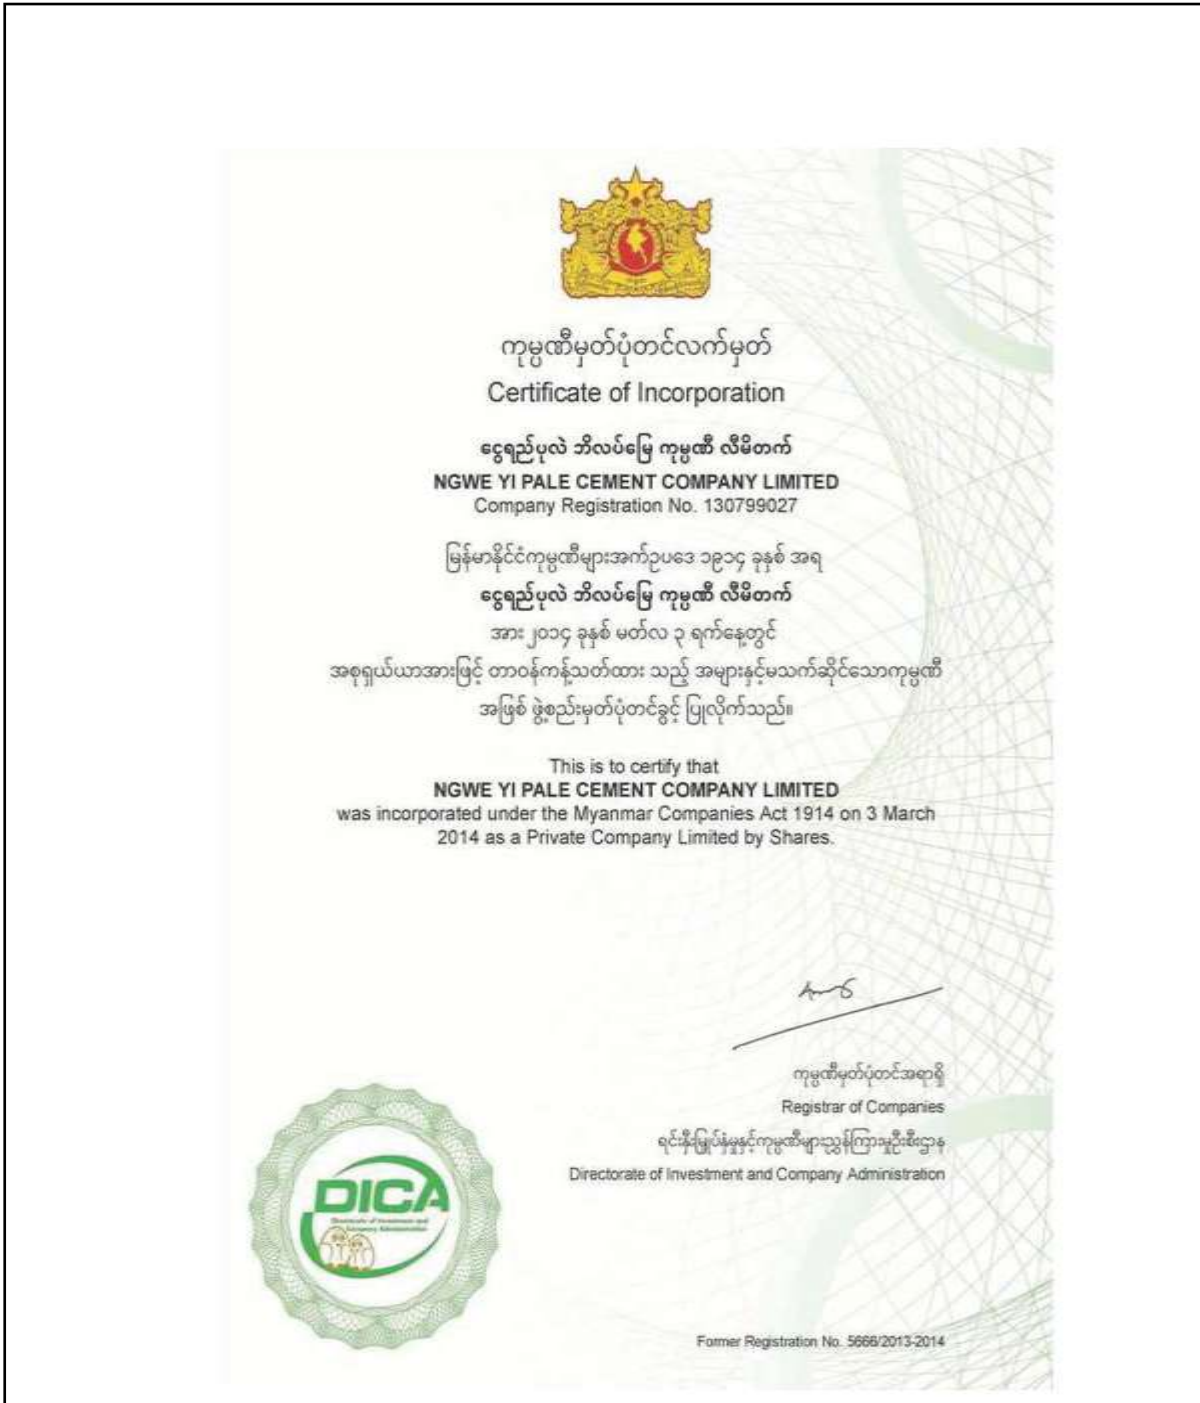 ကုမ္ပဏီမှတ်ပုံတင်လက်မှတ်
Certificate of Incorporation
ငွေရည်ပုလဲ ဘိလပ်မြေ ကုမ္ပဏီ လီမိတက်
NGWE YI PALE CEMENT COMPANY LIMITED
Company Registration No. 130799027
မြန်မာနိုင်ငံကုမ္ပဏီများအက်ဥပဒေ ၁၉၁၄ ခုနှစ် အရ
ငွေရည်ပုလဲ ဘိလပ်မြေ ကုမ္ပဏီ လီမိတက်
အား ၂၀၁၄ ခုနှစ် မတ်လ ၃ ရက်နေ့တွင်
အစုရှယ်ယာအားဖြင့် တာဝန်ကန့်သတ်ထား သည့် အများနှင့်မသက်ဆိုင်သောကုမ္ပဏီ
အဖြစ် ဖွဲ့စည်းမှတ်ပုံတင်ခွင့် ပြုလိုက်သည်။
This is to certify that
NGWE YI PALE CEMENT COMPANY LIMITED
was incorporated under the Myanmar Companies Act 1914 on 3 March
2014 as a Private Company Limited by Shares.
ကုမ္ပဏီမှတ်ပုံတင်အရာရှိ
Registrar of Companies
ရင်းနှီးမြှုပ်နှံမှုနှင့်ကုမ္ပဏီများညွှန်ကြားမှုဦးစီးဌာန
Directorate of Investment and Company Administration
DICA
Directorate of Investment and
Company Administration
Former Registration No. 5666/2013-2014